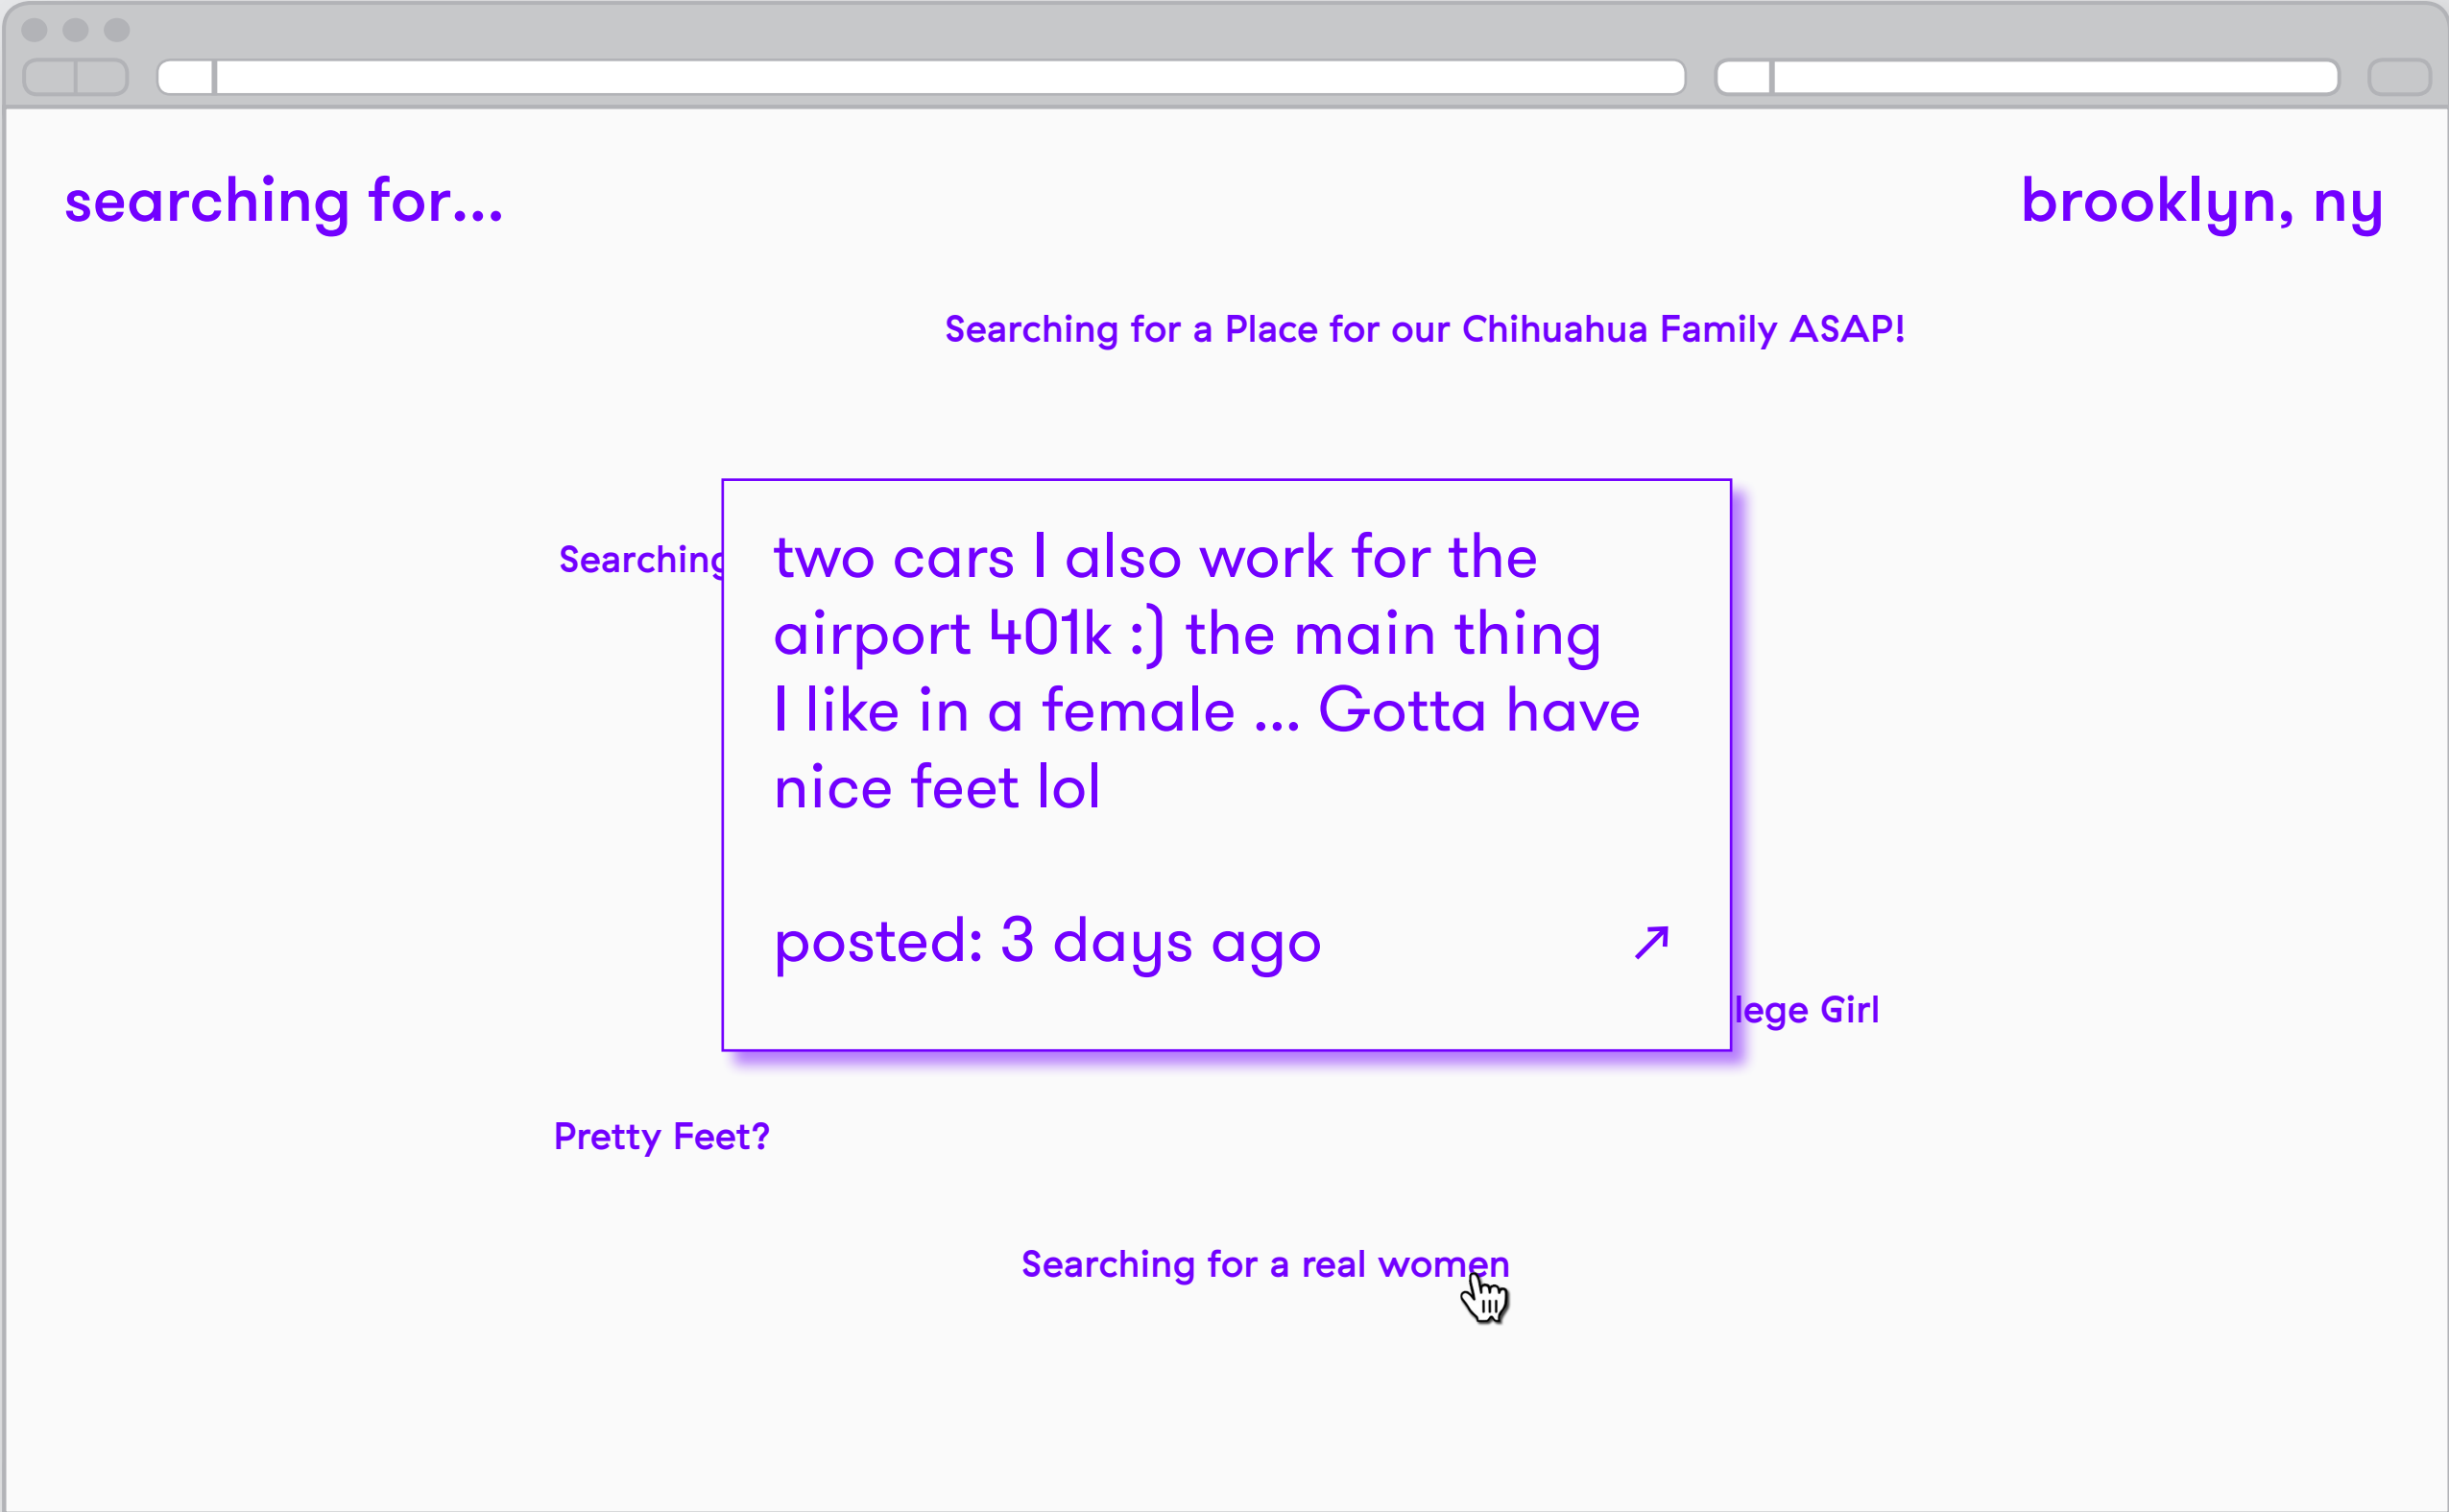 searching for...
brooklyn, ny
Searching for a Place for our Chihuahua Family ASAP!
Searching
two cars I also work for the
airport 401k :) the main thing
I like in a female ... Gotta have
nice feet lol
posted: 3 days ago
lege Girl
Pretty Feet?
Searching for a real women